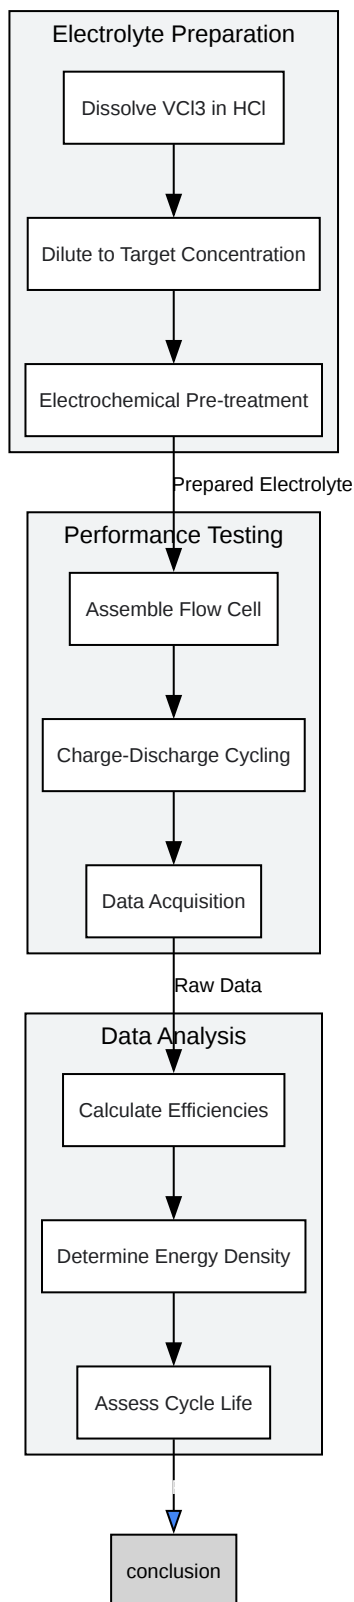 Electrolyte Preparation
Dissolve VCl3 in HCl
Dilute to Target Concentration
Electrochemical Pre-treatment
Prepared Electrolyte
Performance Testing
Assemble Flow Cell
Charge-Discharge Cycling
Data Acquisition
Raw Data
Data Analysis
Calculate Efficiencies
Determine Energy Density
Assess Cycle Life
conclusion